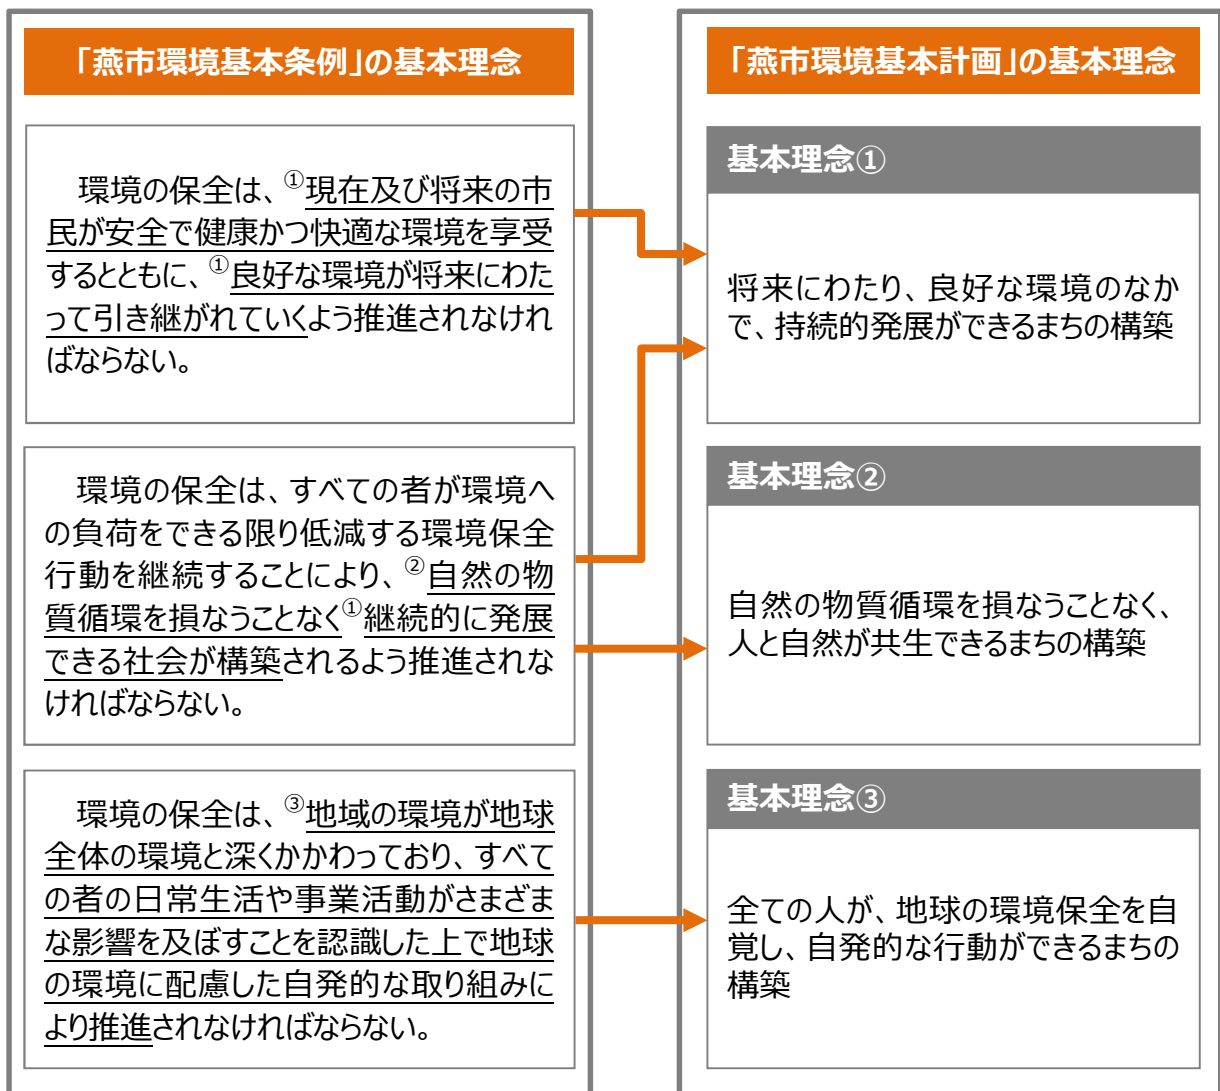 「燕市環境基本条例」の基本理念
環境の保全は、①現在及び将来の市
民が安全で健康かつ快適な環境を享受
するとともに、①良好な環境が将来にわた
って引き継がれていくよう推進されなけれ
ばならない。
環境の保全は、すべての者が環境へ
の負荷をできる限り低減する環境保全
行動を継続することにより、②自然の物
質循環を損なうことなく①継続的に発展
できる社会が構築されるよう推進されな
ければならない。
環境の保全は、③地域の環境が地球
全体の環境と深くかかわっており、すべて
の者の日常生活や事業活動がさまざま
な影響を及ぼすことを認識した上で地球
の環境に配慮した自発的な取り組みに
より推進されなければならない。
「燕市環境基本計画」の基本理念
基本理念①
将来にわたり、良好な環境のなか
で、持続的発展ができるまちの構築
基本理念②
自然の物質循環を損なうことなく、
人と自然が共生できるまちの構築
基本理念③
全ての人が、地球の環境保全を自
覚し、自発的な行動ができるまちの
構築